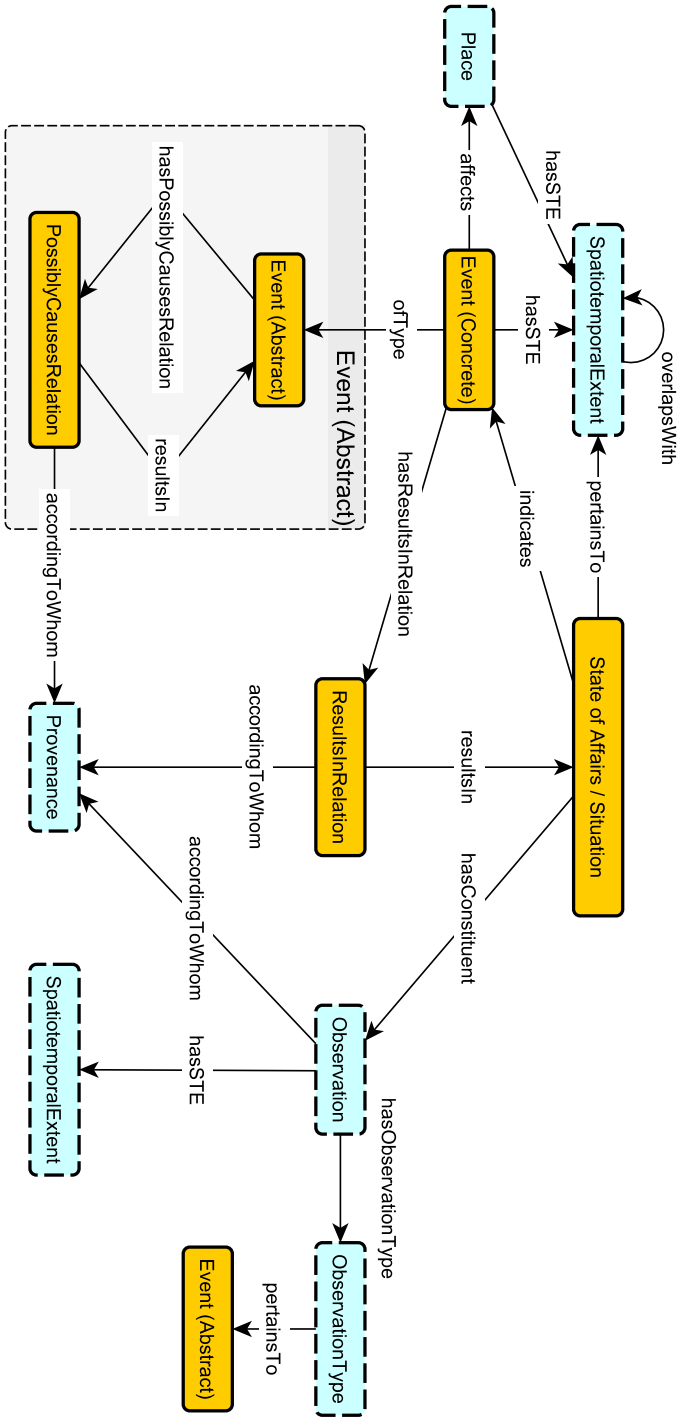 overlapsWith
SpatiotemporalExtent
pertainsTo
State of Affairs / Situation
hasSTE
hasSTE
indicates
Place
affects
Event (Concrete)
resultsIn
hasConstituent
ofType
hasResultsInRelation
hasObservationType
Event (Abstract)
ResultsInRelation
Observation
ObservationType
Event (Abstract)
accordingToWhom
pertainsTo
hasPossiblyCausesRelation
resultsIn
accordingToWhom
hasSTE
Event (Abstract)
PossiblyCausesRelation
accordingToWhom
Provenance
SpatiotemporalExtent